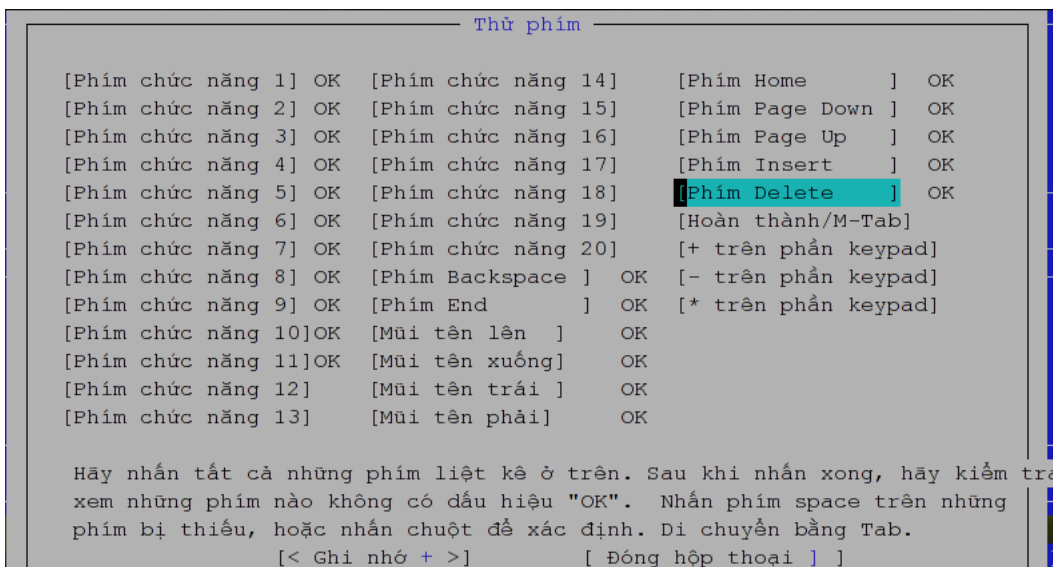 Thử phím
[Phím chức năng 1] OK [Phím chức năng 14] [Phím Home ] OK
[Phím chức năng 2] OK [Phím chức năng 15] [Phím Page Down ] OK
[Phím chức năng 3] OK [Phím chức năng 16] [Phím Page Up ] OK
[Phím chức năng 4] OK [Phím chức năng 17] [Phím Insert ] OK
[Phím chức năng 5] OK [Phím chức năng 18] [Phím Delete ] OK
[Phím chức năng 6] OK [Phím chức năng 19] [Hoàn thành/M-Tab]
[Phím chức năng 7] OK [Phím chức năng 20] [+ trên phần keypad]
[Phím chức năng 8] OK [Phím Backspace ] OK [- trên phần keypad]
[Phím chức năng 9] OK [Phím End ] OK [* trên phần keypad]
[Phím chức năng 10]OK [Mũi tên lên ] OK
[Phím chức năng 11]OK [Mũi tên xuống] OK
[Phím chức năng 12] [Mũi tên trái ] OK
[Phím chức năng 13] [Mũi tên phải] OK
Hãy nhấn tất cả những phím liệt kê ở trên. Sau khi nhấn xong, hãy kiểm tra
xem những phím nào không có dấu hiệu "OK". Nhấn phím space trên những
phím bị thiếu, hoặc nhấn chuột để xác định. Di chuyển bằng Tab.
[< Ghi nhớ + >] [ Đóng hộp thoại ] ]